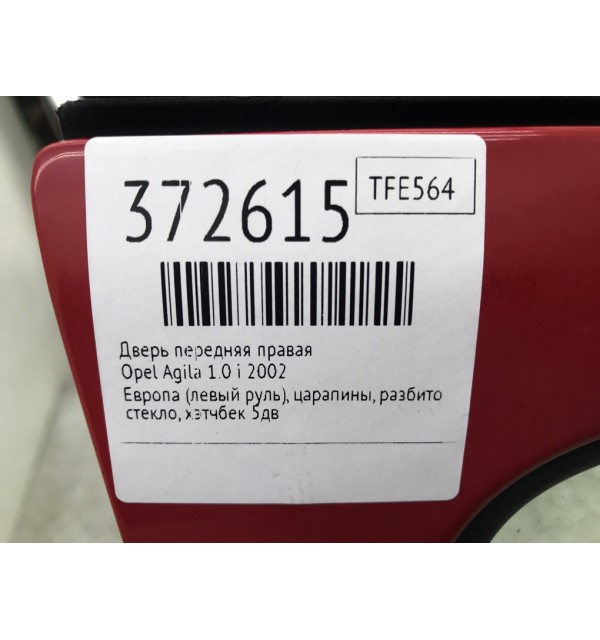 372615
TFE564
Дверь передняя правая
Opel Agila 1.0 i 2002
Европа (левый руль), царапины, разбито
стекло, хэтчбек 5дв